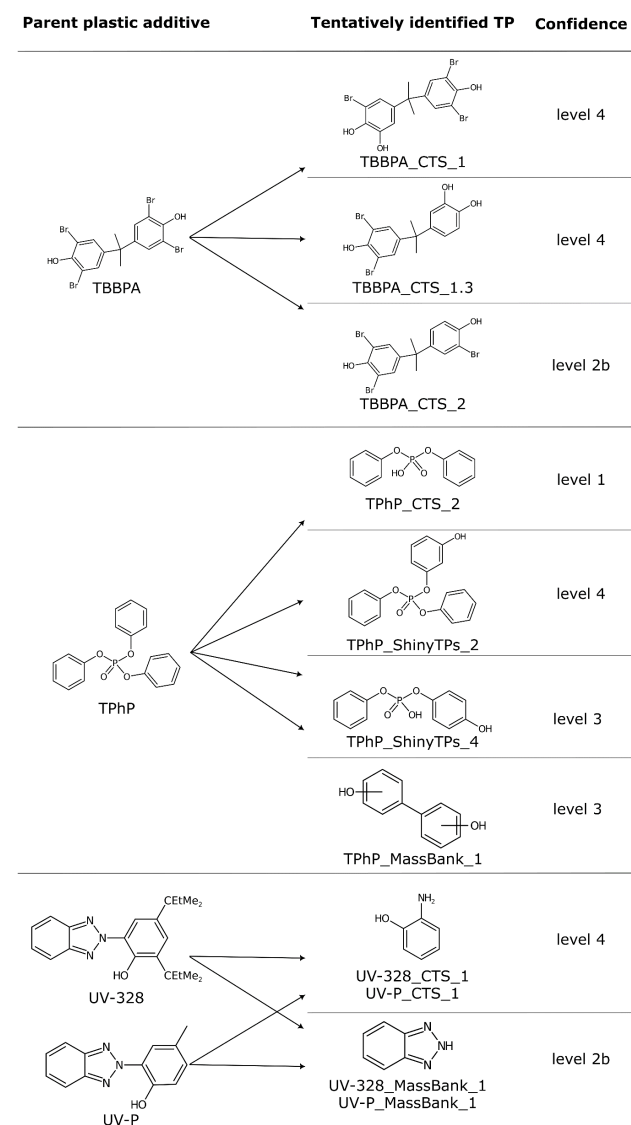 Parent plastic additive Tentatively identified TP Confidence
Br
OH
Br
Br
HO
OH
level 4
TBBPA_CTS_1
Br
OH
Br
Br
HO
Br
TBBPA
OH
OH
Br
HO
Br
level 4
TBBPA_CTS_1.3
OH
Br
Br
HO
Br
level 2b
TBBPA_CTS_2
O O
P
HO O
level 1
TPhP_CTS_2
OH
O
O P
O O
level 4
TPhP_ShinyTPs_2
O O
P
O O
TPhP
O O
P
O OH
OH
level 3
TPhP_ShinyTPs_4
HO
OH
level 3
TPhP_MassBank_1
CEtMe2
N
N
N
HO CEtMe2
UV-328
NH2
HO
level 4
UV-328_CTS_1
UV-P_CTS_1
N
N
N
HO
UV-P
N
NH
N
level 2b
UV-328_MassBank_1
UV-P_MassBank_1